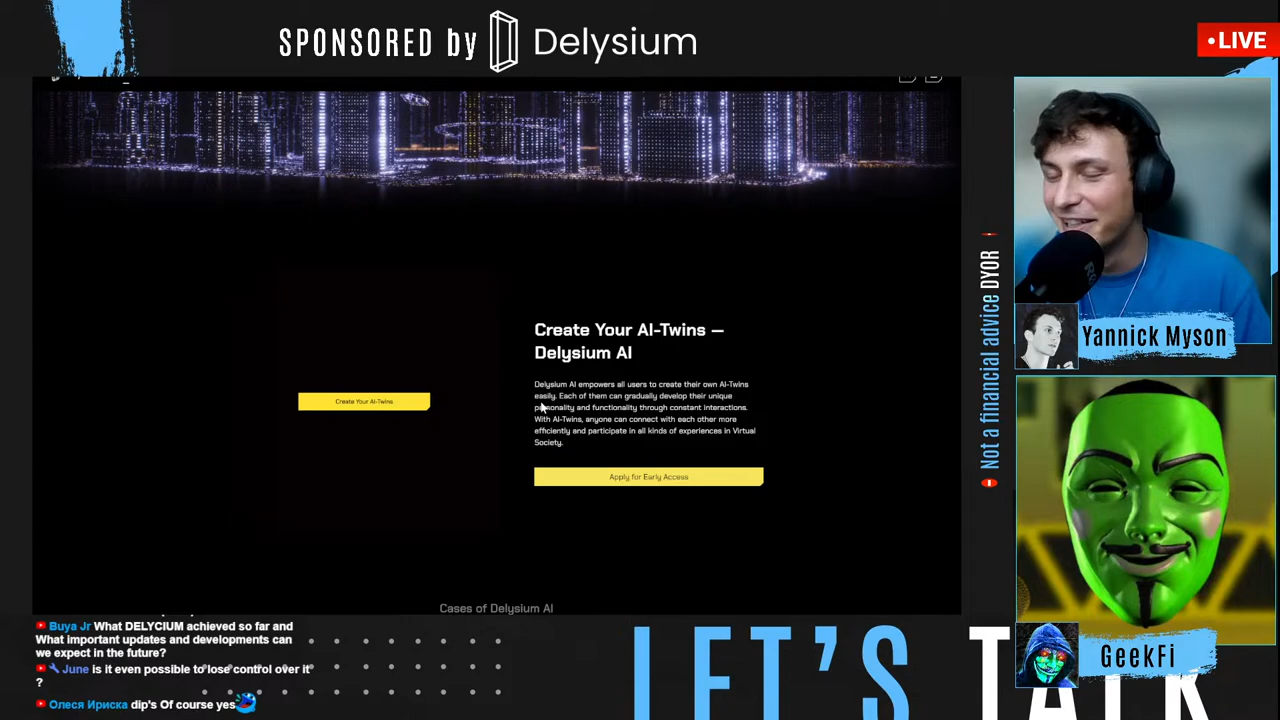 SPONSORED by Delysium
• LIVE
Create Your AI-Twins —
Delysium AI
Delysium AI empowers all users to create their own AI-Twins
easily. Each of them can gradually develop their unique
personality and functionality through constant interactions.
With AI-Twins, anyone can connect with each other more
efficiently and participate in all kinds of experiences in Virtual
Society.
Create Your AI-Twins
Apply for Early Access
Cases of Delysium AI
Not a financial advice DYOR
Yannick Myson
GeekFi
Buya Jr What DELYCIUM achieved so far and
What important updates and developments can
we expect in the future?
June is it even possible to lose control over it
?
Олеся Ириска dip's Of course yes
LET'S TALK